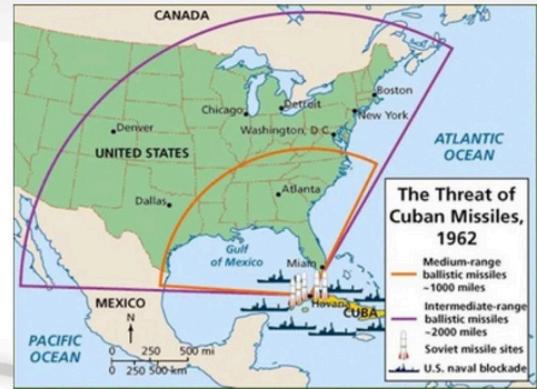 CANADA
Boston
Detroit
Chicago
New York
Denver
Washington, D.C.
UNITED STATES
ATLANTIC
OCEAN
Atlanta
Dallas
The Threat of
Cuban Missiles,
1962
Gulf
of Mexico
Miami
Medium-range
ballistic missiles
~1000 miles
Havana
CUBA
MEXICO
Intermediate-range
ballistic missiles
~2000 miles
N
PACIFIC
OCEAN
0 250 500 mi
0 250 500 km
Soviet missile sites
U.S. naval blockade